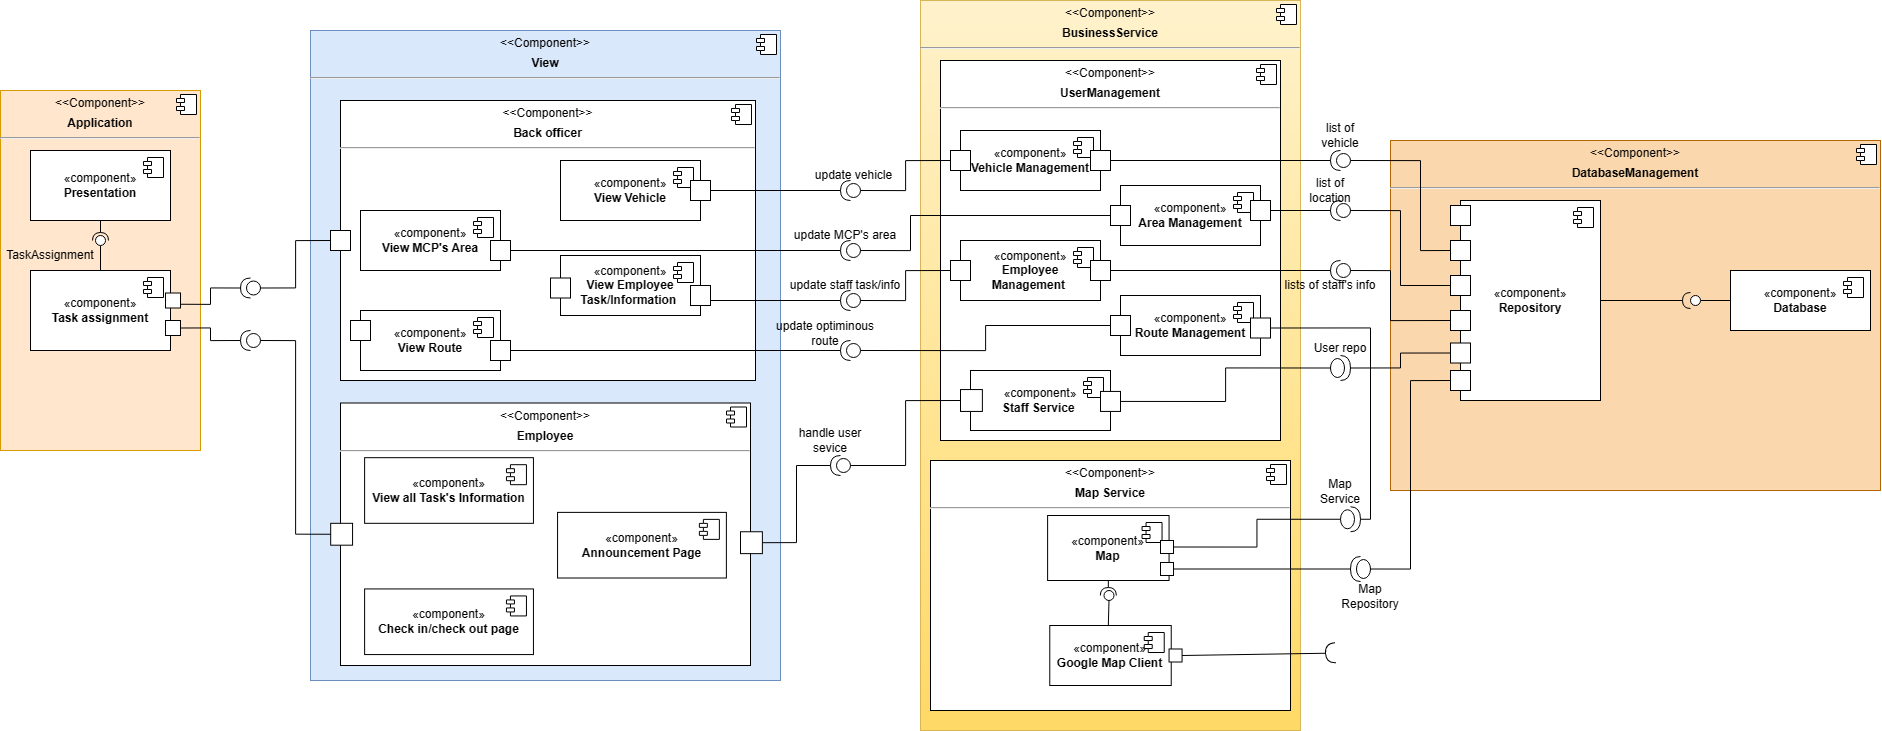 <<Component>>
Application
«component»
Presentation
TaskAssignment
«component»
Task assignment
<<Component>>
View
<<Component>>
Back officer
«component»
View Vehicle
«component»
View MCP's Area
«component»
View Employee
Task/Information
«component»
View Route
<<Component>>
Employee
«component»
View all Task's Information
«component»
Announcement Page
«component»
Check in/check out page
update vehicle
update MCP's area
update staff task/info
update optiminous
route
handle user
sevice
<<Component>>
BusinessService
<<Component>>
UserManagement
«component»
Vehicle Management
«component»
Area Management
«component»
Employee
Management
«component»
Route Management
«component»
Staff Service
<<Component>>
Map Service
«component»
Map
«component»
Google Map Client
list of
vehicle
list of
location
lists of staff's info
User repo
Map
Service
Map
Repository
<<Component>>
DatabaseManagement
«component»
Repository
«component»
Database